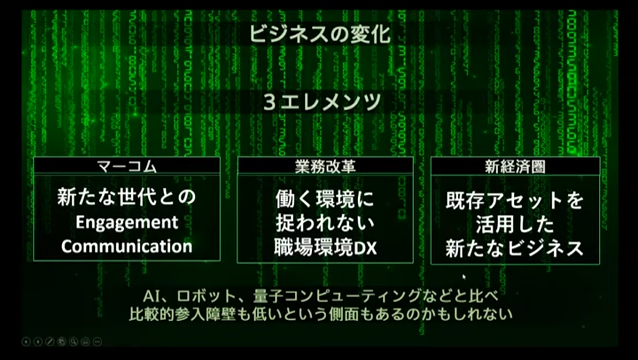 ビジネスの変化
３エレメンツ
マーコム
新たな世代との
Engagement
Communication
業務改革
働く環境に
捉われない
職場環境DX
新経済圏
既存アセットを
活用した
新たなビジネス
AI、ロボット、量子コンピューティングなどと比べ
比較的参入障壁も低いという側面もあるのかもしれない